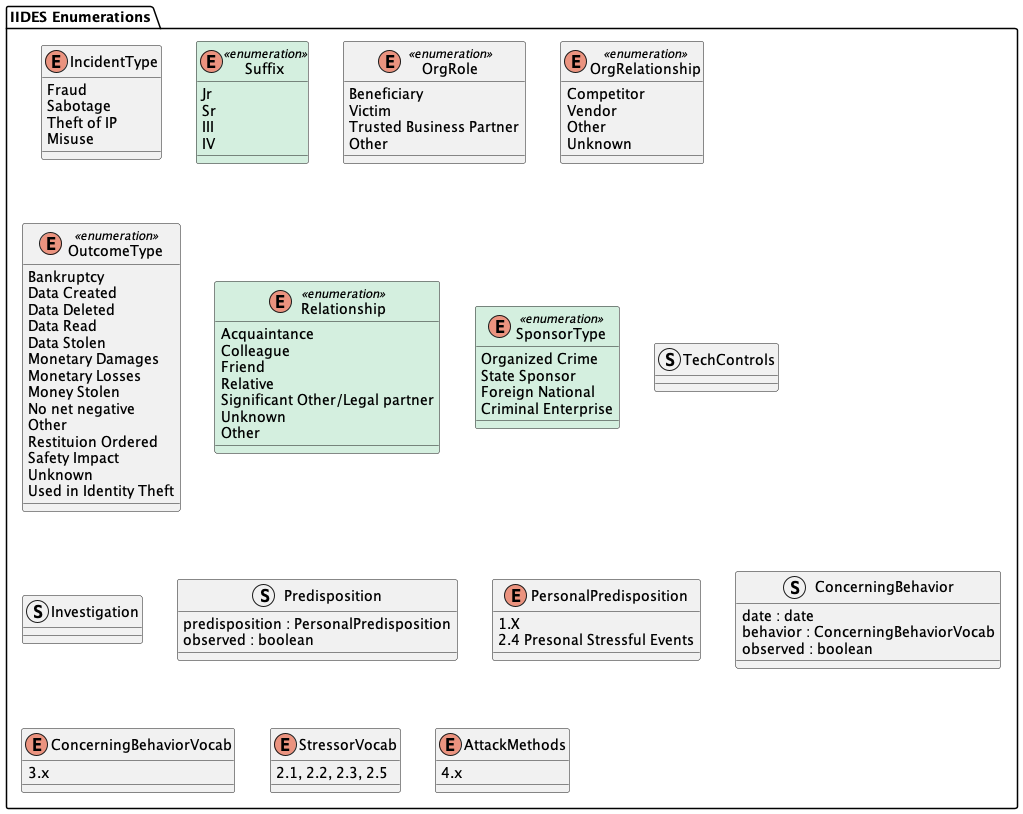 IIDES Enumerations
E IncidentType
Fraud
Sabotage
Theft of IP
Misuse
«enumeration»
E Suffix
Jr
Sr
III
IV
«enumeration»
E OrgRole
Beneficiary
Victim
Trusted Business Partner
Other
«enumeration»
E OrgRelationship
Competitor
Vendor
Other
Unknown
«enumeration»
E OutcomeType
Bankruptcy
Data Created
Data Deleted
Data Read
Data Stolen
Monetary Damages
Monetary Losses
Money Stolen
No net negative
Other
Restituion Ordered
Safety Impact
Unknown
Used in Identity Theft
«enumeration»
E Relationship
Acquaintance
Colleague
Friend
Relative
Significant Other/Legal partner
Unknown
Other
«enumeration»
E SponsorType
Organized Crime
State Sponsor
Foreign National
Criminal Enterprise
S TechControls
S Investigation
S Predisposition
predisposition : PersonalPredisposition
observed : boolean
E PersonalPredisposition
1.X
2.4 Presonal Stressful Events
S ConcerningBehavior
date : date
behavior : ConcerningBehaviorVocab
observed : boolean
E ConcerningBehaviorVocab
3.x
E StressorVocab
2.1, 2.2, 2.3, 2.5
E AttackMethods
4.x